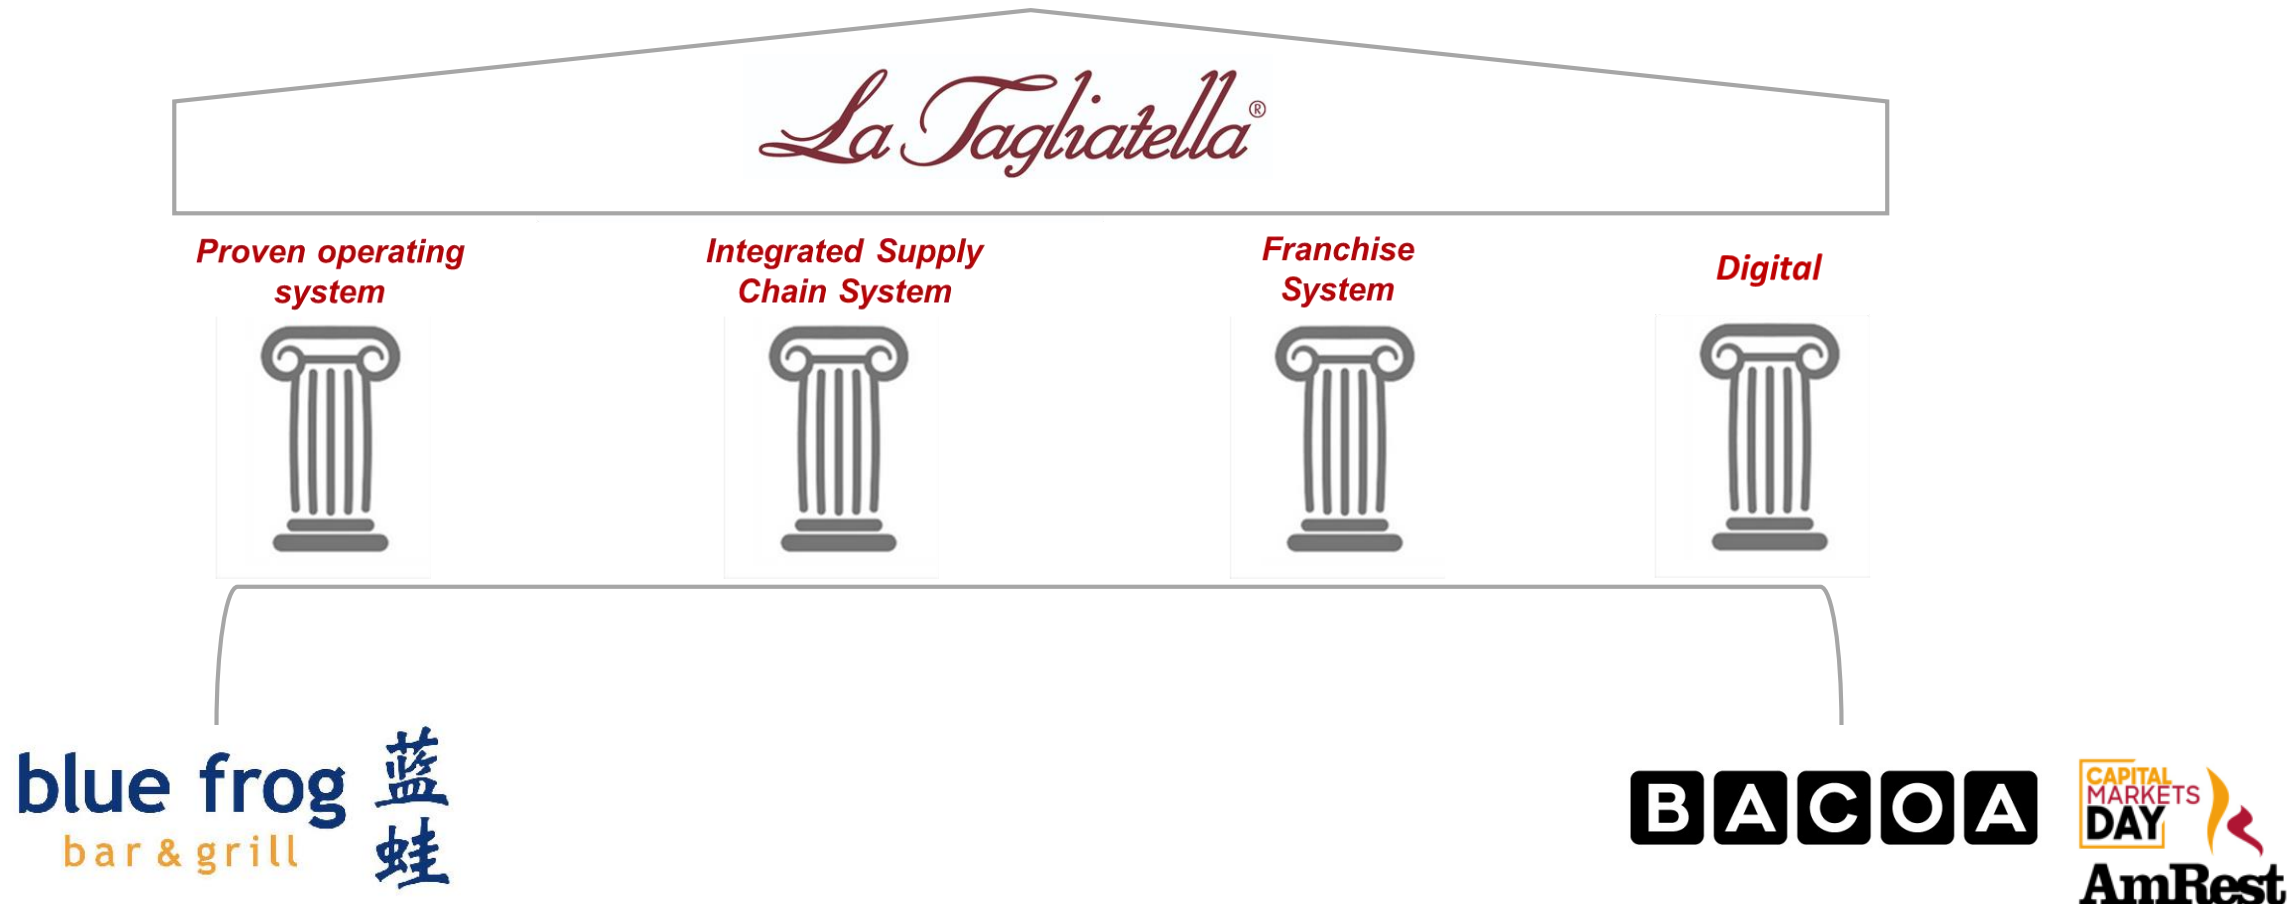 La Tagliatella®
Proven operating
system
Integrated Supply
Chain System
Franchise
System
Digital
blue frog
bar & grill
蓝
蛙
BACOA
CAPITAL
MARKETS
DAY
AmRest